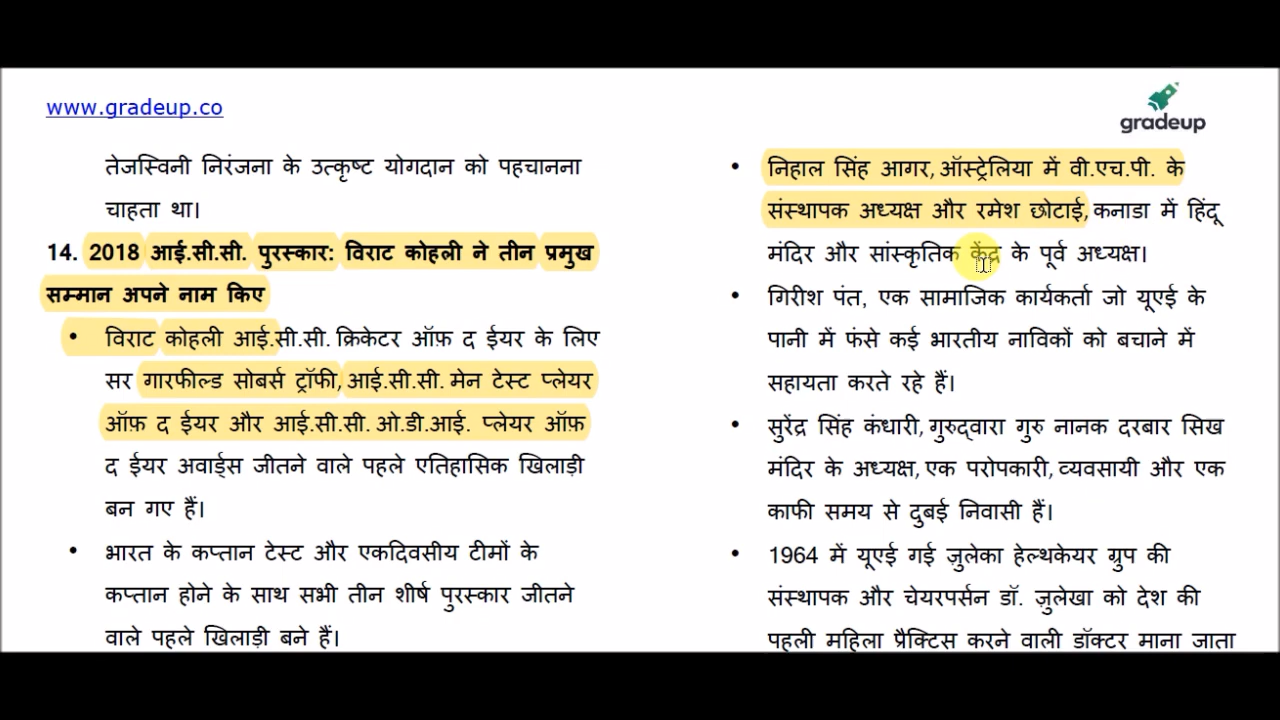 www.gradeup.co
gradeup
तेजस्विनी निरंजना के उत्कृष्ट योगदान को पहचानना
चाहता था।
14. 2018 आई.सी.सी. पुरस्कार: विराट कोहली ने तीन प्रमुख
सम्मान अपने नाम किए
• विराट कोहली आई.सी.सी. क्रिकेटर ऑफ़ द ईयर के लिए
सर गारफील्ड सोबर्स ट्रॉफी, आई.सी.सी. मेन टेस्ट प्लेयर
ऑफ़ द ईयर और आई.सी.सी. ओ.डी.आई. प्लेयर ऑफ़
द ईयर अवार्ड्स जीतने वाले पहले एतिहासिक खिलाड़ी
बन गए हैं।
• भारत के कप्तान टेस्ट और एकदिवसीय टीमों के
कप्तान होने के साथ सभी तीन शीर्ष पुरस्कार जीतने
वाले पहले खिलाड़ी बने हैं।
• निहाल सिंह आगर, ऑस्ट्रेलिया में वी.एच.पी. के
संस्थापक अध्यक्ष और रमेश छोटाई, कनाडा में हिंदू
मंदिर और सांस्कृतिक केंद्र के पूर्व अध्यक्ष।
• गिरीश पंत, एक सामाजिक कार्यकर्ता जो यूएई के
पानी में फंसे कई भारतीय नाविकों को बचाने में
सहायता करते रहे हैं।
• सुरेंद्र सिंह कंधारी, गुरुद्वारा गुरु नानक दरबार सिख
मंदिर के अध्यक्ष, एक परोपकारी, व्यवसायी और एक
काफी समय से दुबई निवासी हैं।
• 1964 में यूएई गई ज़ुलेका हेल्थकेयर ग्रुप की
संस्थापक और चेयरपर्सन डॉ. ज़ुलेखा को देश की
पहली महिला प्रैक्टिस करने वाली डॉक्टर माना जाता